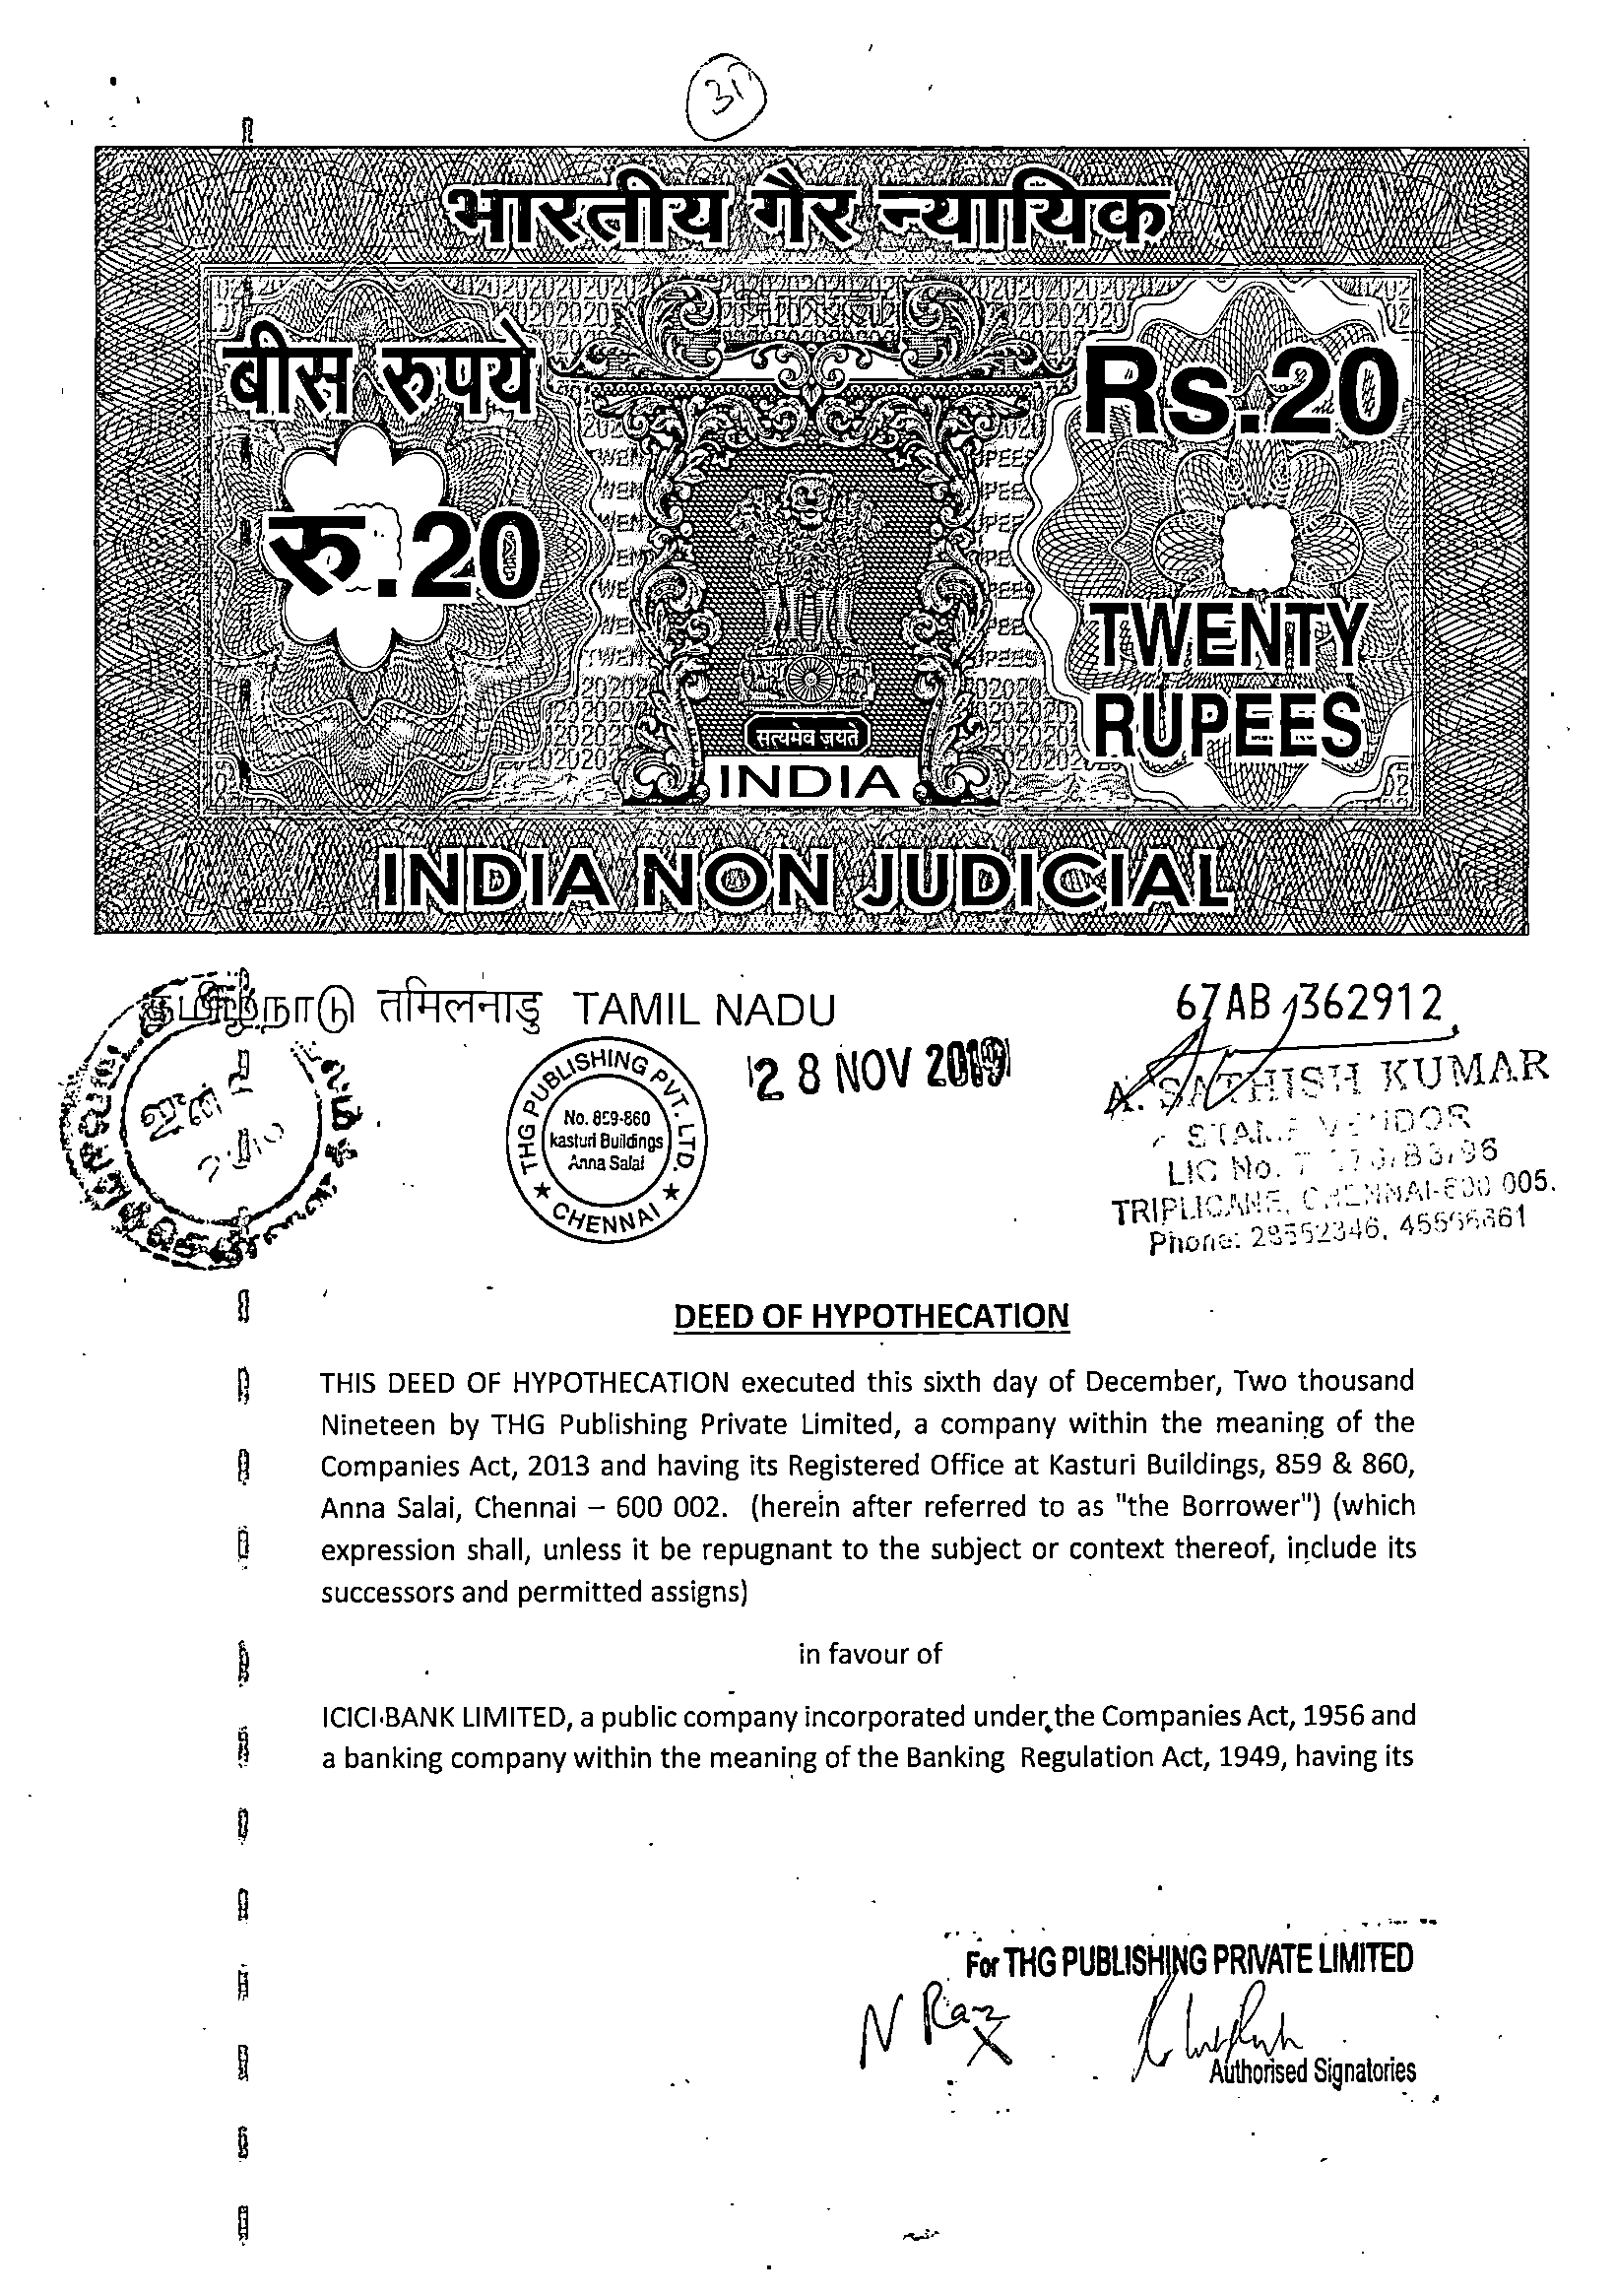 31
भारतीय गैर न्यायिक
बीस रुपये
Rs.20
रु.20
TWENTY
RUPEES
सत्यमेव जयते
INDIA
INDIA NON JUDICIAL
தமிழ்நாடு तमिलनाडु TAMIL NADU
67AB 362912
28 NOV 2019
THG PUBLISHING PVT. LTD.
No. 859-860
kasturi Buildings
Anna Salai
★ CHENNAI ★
A. SATHISH KUMAR
STAMP VENDOR
LIC No.
TRIPLICANE, CHENNAI-600 005.
Phone:
DEED OF HYPOTHECATION
THIS DEED OF HYPOTHECATION executed this sixth day of December, Two thousand
Nineteen by THG Publishing Private Limited, a company within the meaning of the
Companies Act, 2013 and having its Registered Office at Kasturi Buildings, 859 & 860,
Anna Salai, Chennai – 600 002. (herein after referred to as "the Borrower") (which
expression shall, unless it be repugnant to the subject or context thereof, include its
successors and permitted assigns)
in favour of
ICICI BANK LIMITED, a public company incorporated under the Companies Act, 1956 and
a banking company within the meaning of the Banking Regulation Act, 1949, having its
For THG PUBLISHING PRIVATE LIMITED
N Ram
Authorised Signatories